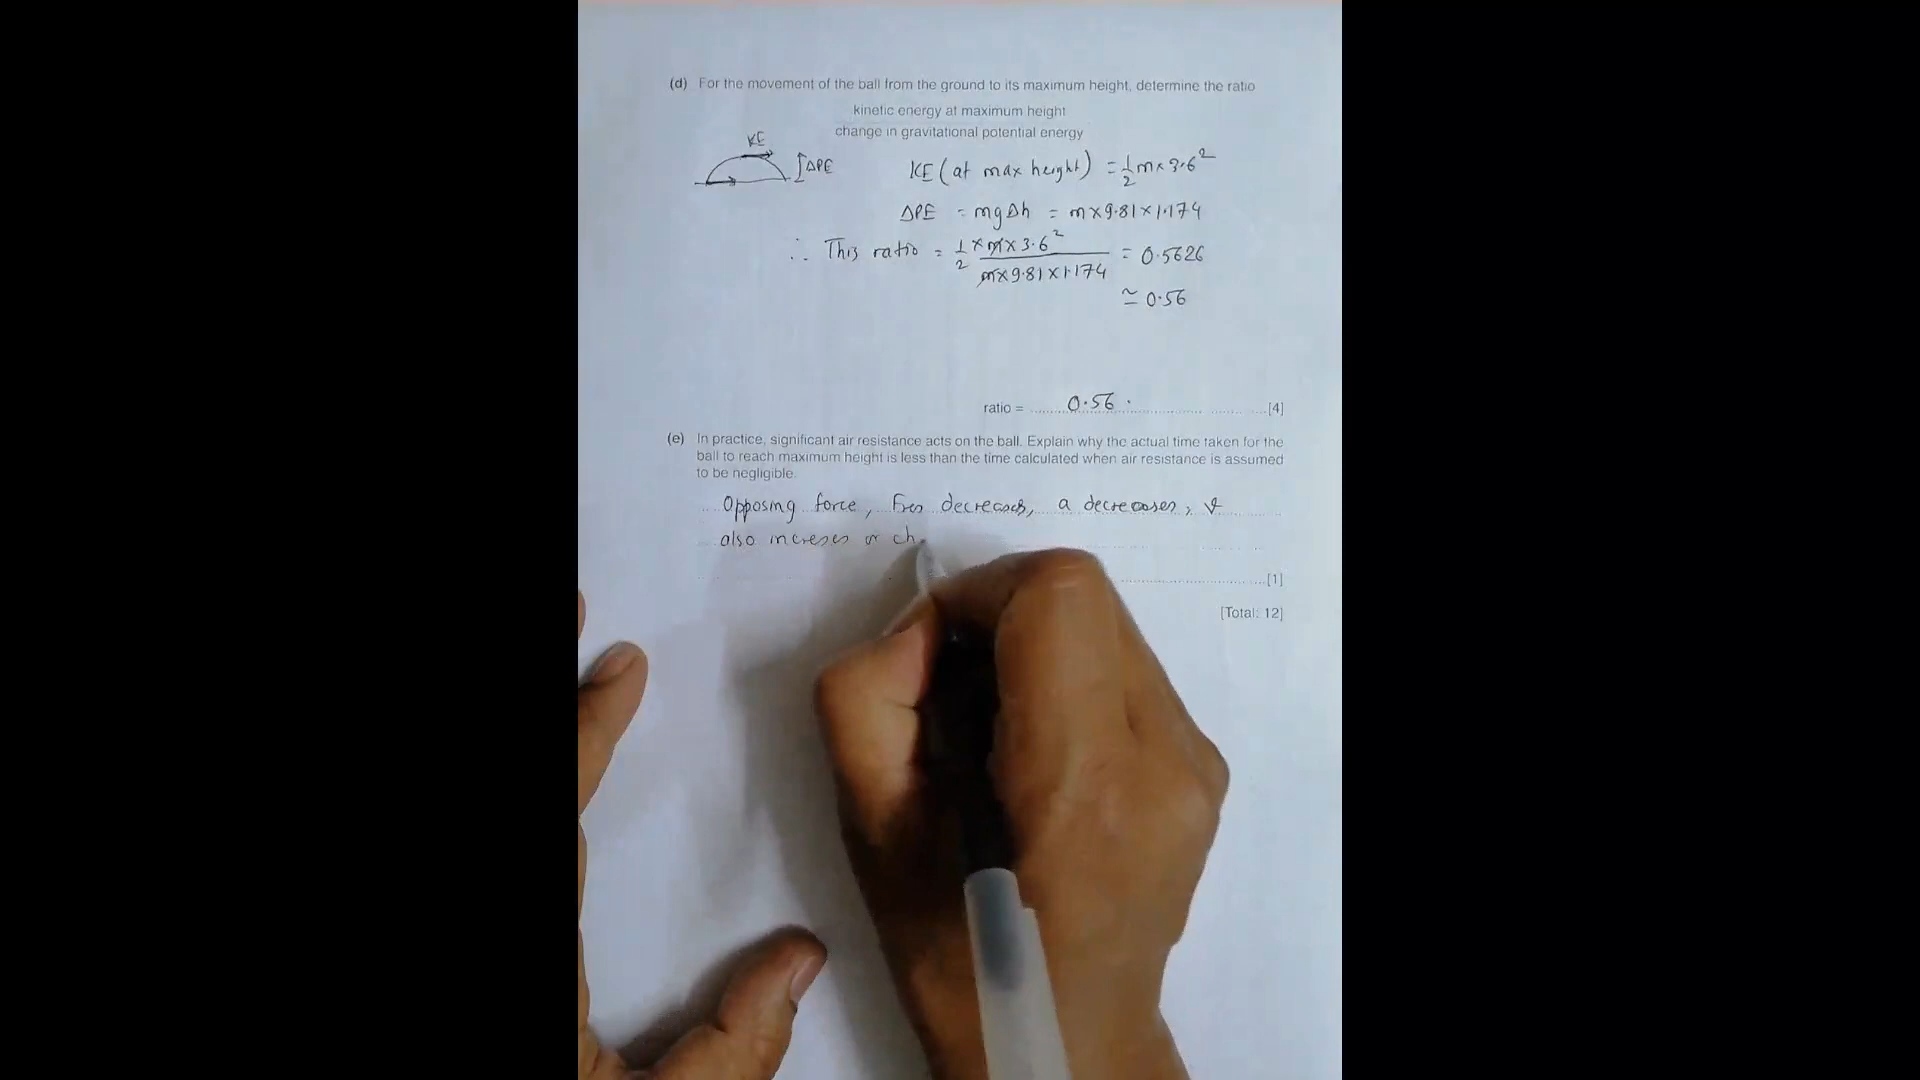 (d) For the movement of the ball from the ground to its maximum height, determine the ratio
kinetic energy at maximum height
change in gravitational potential energy
KE
ΔPE
KE (at max height) = 1/2 m × 3.6²
ΔPE = mgΔh = m × 9.81 × 1.174
∴ This ratio = 1/2 × m × 3.6² / m × 9.81 × 1.174 = 0.5626
≃ 0.56
ratio = 0.56 [4]
(e) In practice, significant air resistance acts on the ball. Explain why the actual time taken for the
ball to reach maximum height is less than the time calculated when air resistance is assumed
to be negligible.
Opposing force, decreases, a decreases, v
also increses or ch
[1]
[Total: 12]